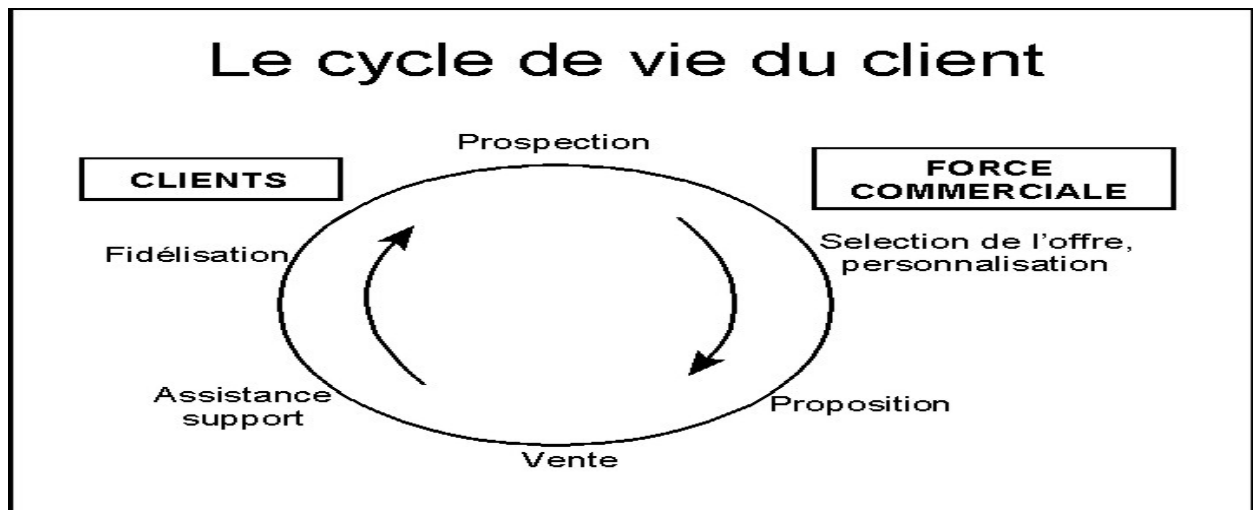 Le cycle de vie du client
Prospection
CLIENTS
FORCE
COMMERCIALE
Fidélisation
Selection de l'offre,
personnalisation
Assistance
support
Proposition
Vente